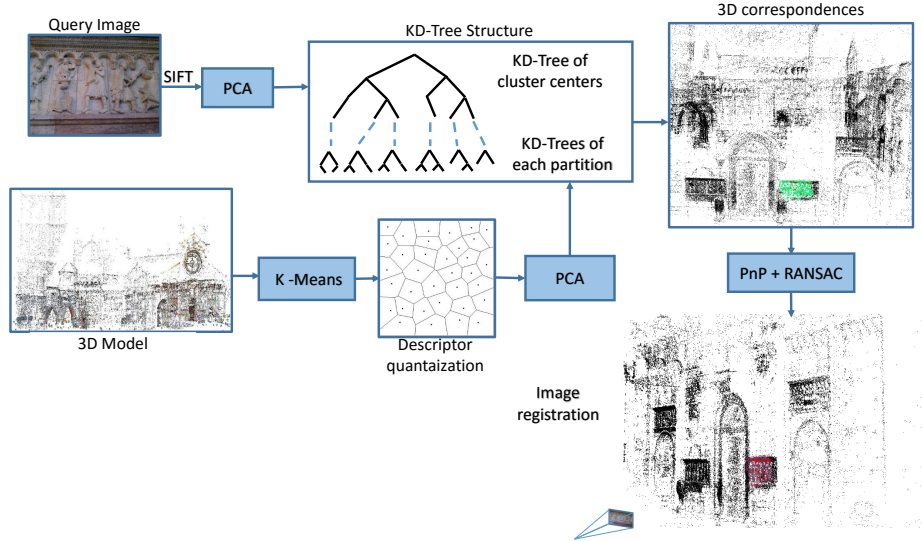 Query Image
SIFT
PCA
KD-Tree Structure
KD-Tree of
cluster centers
KD-Trees of
each partition
3D correspondences
3D Model
K -Means
Descriptor
quantaization
PCA
PnP + RANSAC
Image
registration